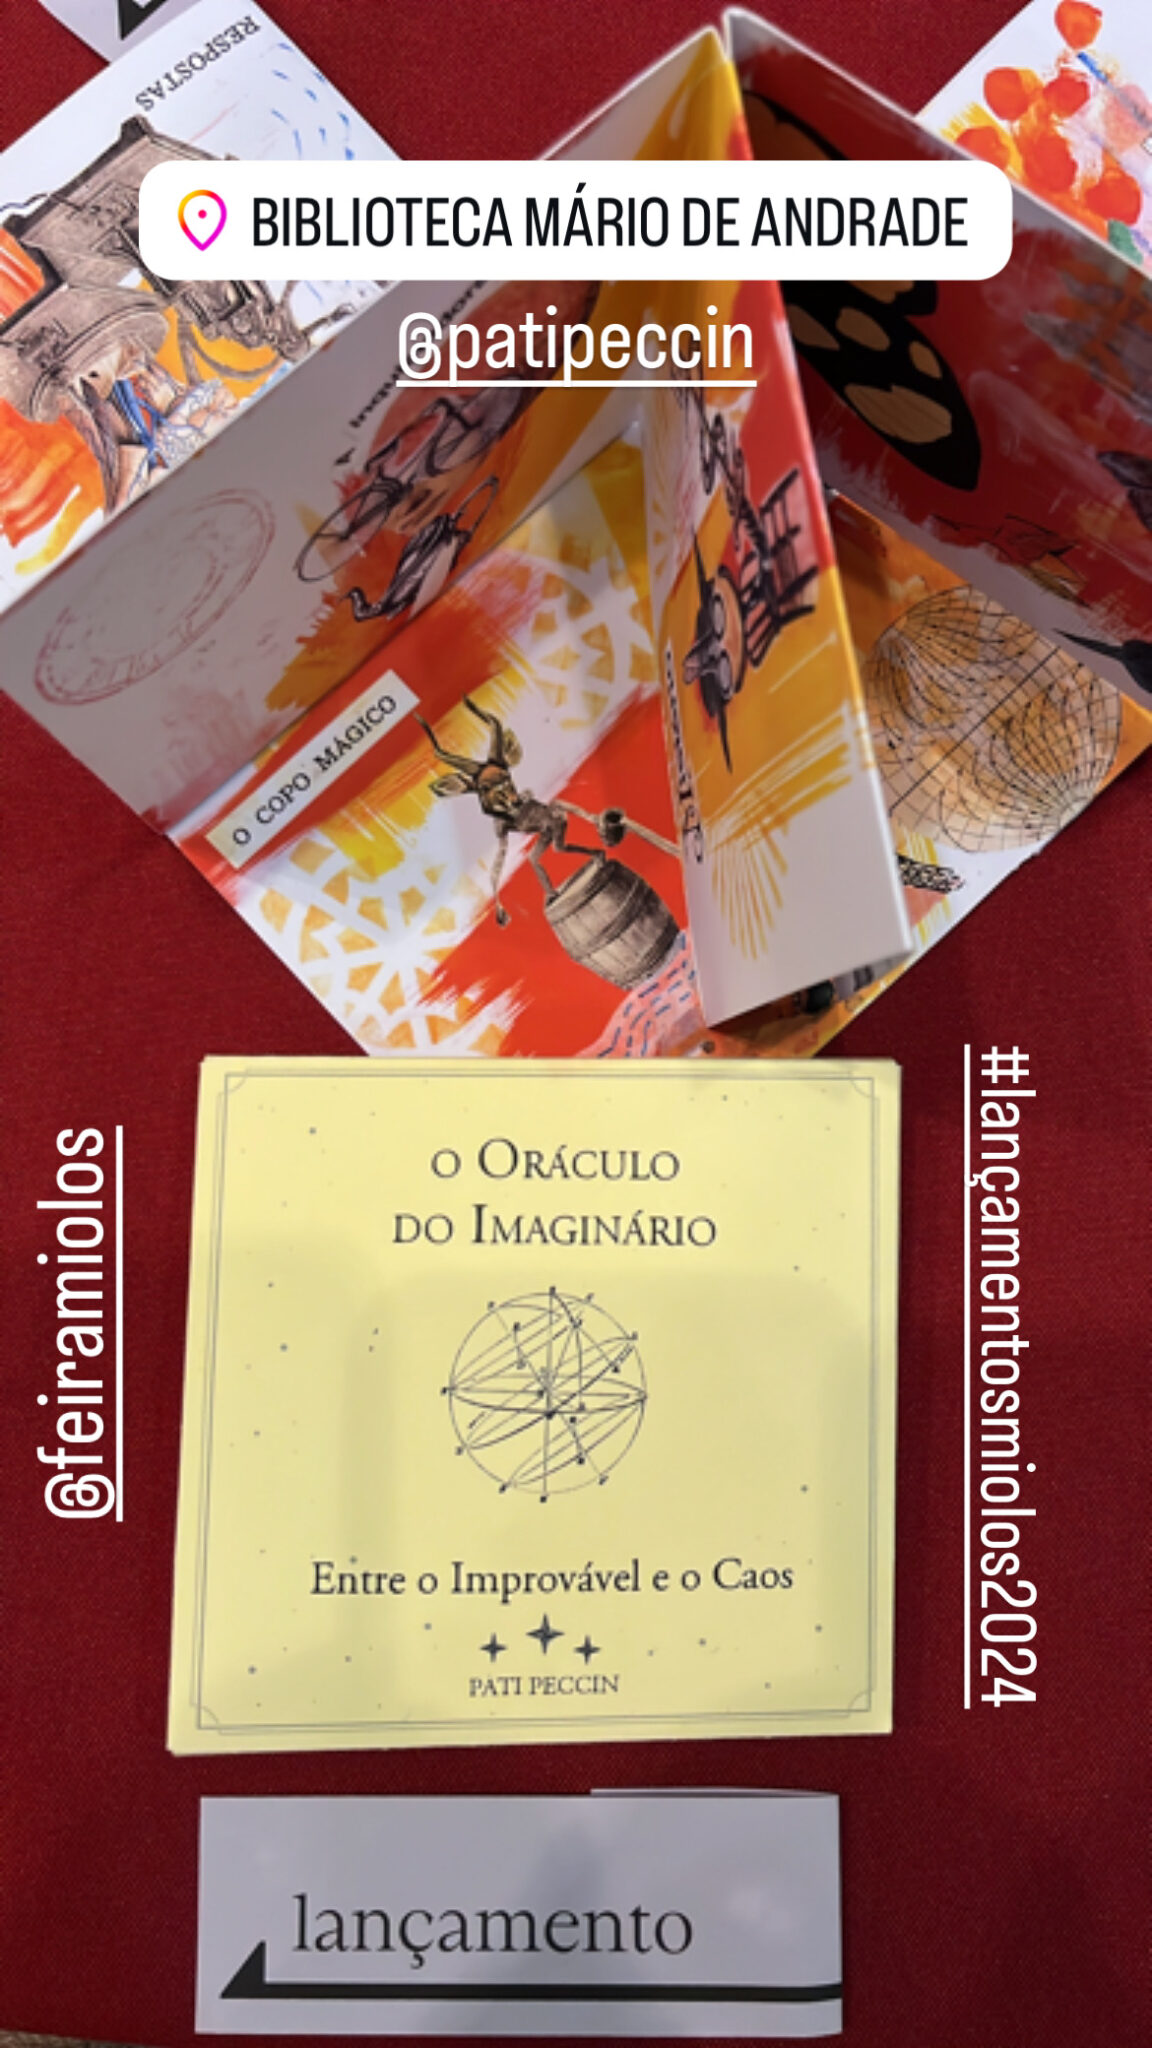 RESPOSTAS
BIBLIOTECA MÁRIO DE ANDRADE
@patipeccin
O COPO MÁGICO
@feiramiolos
#lançamentosmiolos2024
O ORÁCULO
DO IMAGINÁRIO
Entre o Improvável e o Caos
PATI PECCIN
lançamento